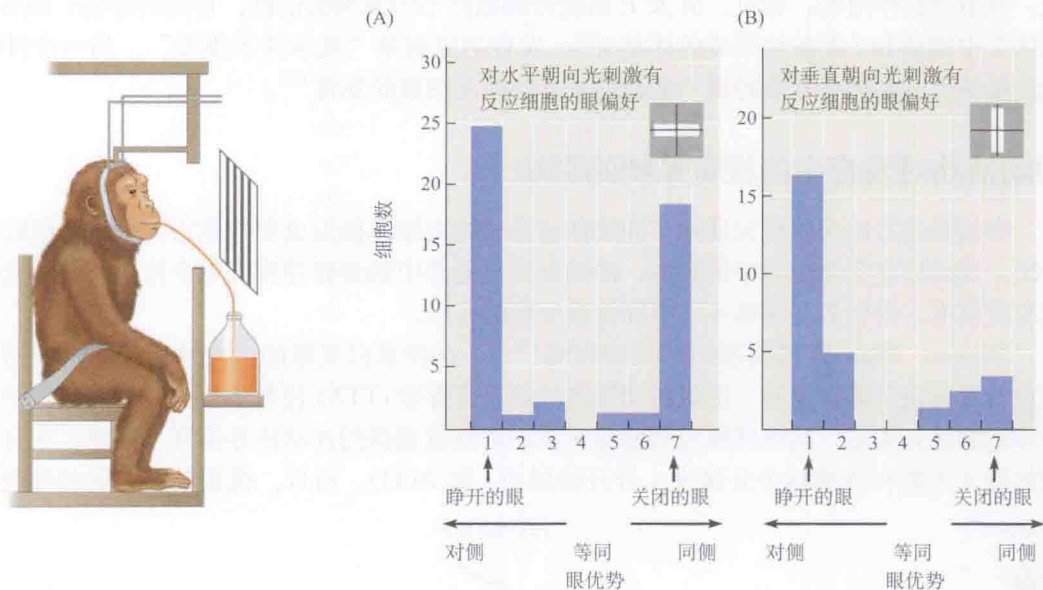 (A)
对水平朝向光刺激有
反应细胞的眼偏好
细胞数
30
25
20
15
10
5
1 2 3 4 5 6 7
睁开的眼 关闭的眼
对侧 等同 同侧
眼优势
(B)
对垂直朝向光刺激有
反应细胞的眼偏好
20
15
10
5
1 2 3 4 5 6 7
睁开的眼 关闭的眼
对侧 等同 同侧
眼优势